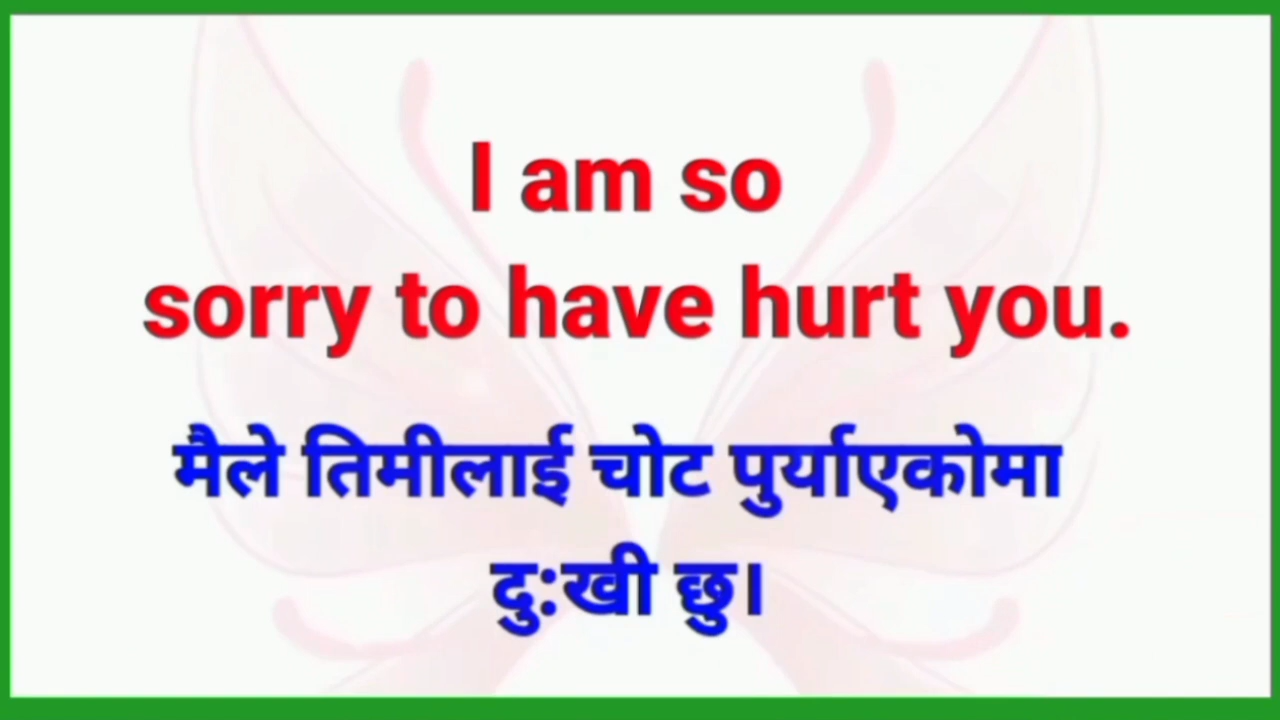 I am so
sorry to have hurt you.
मैले तिमीलाई चोट पुर्याएकोमा
दु:खी छु।